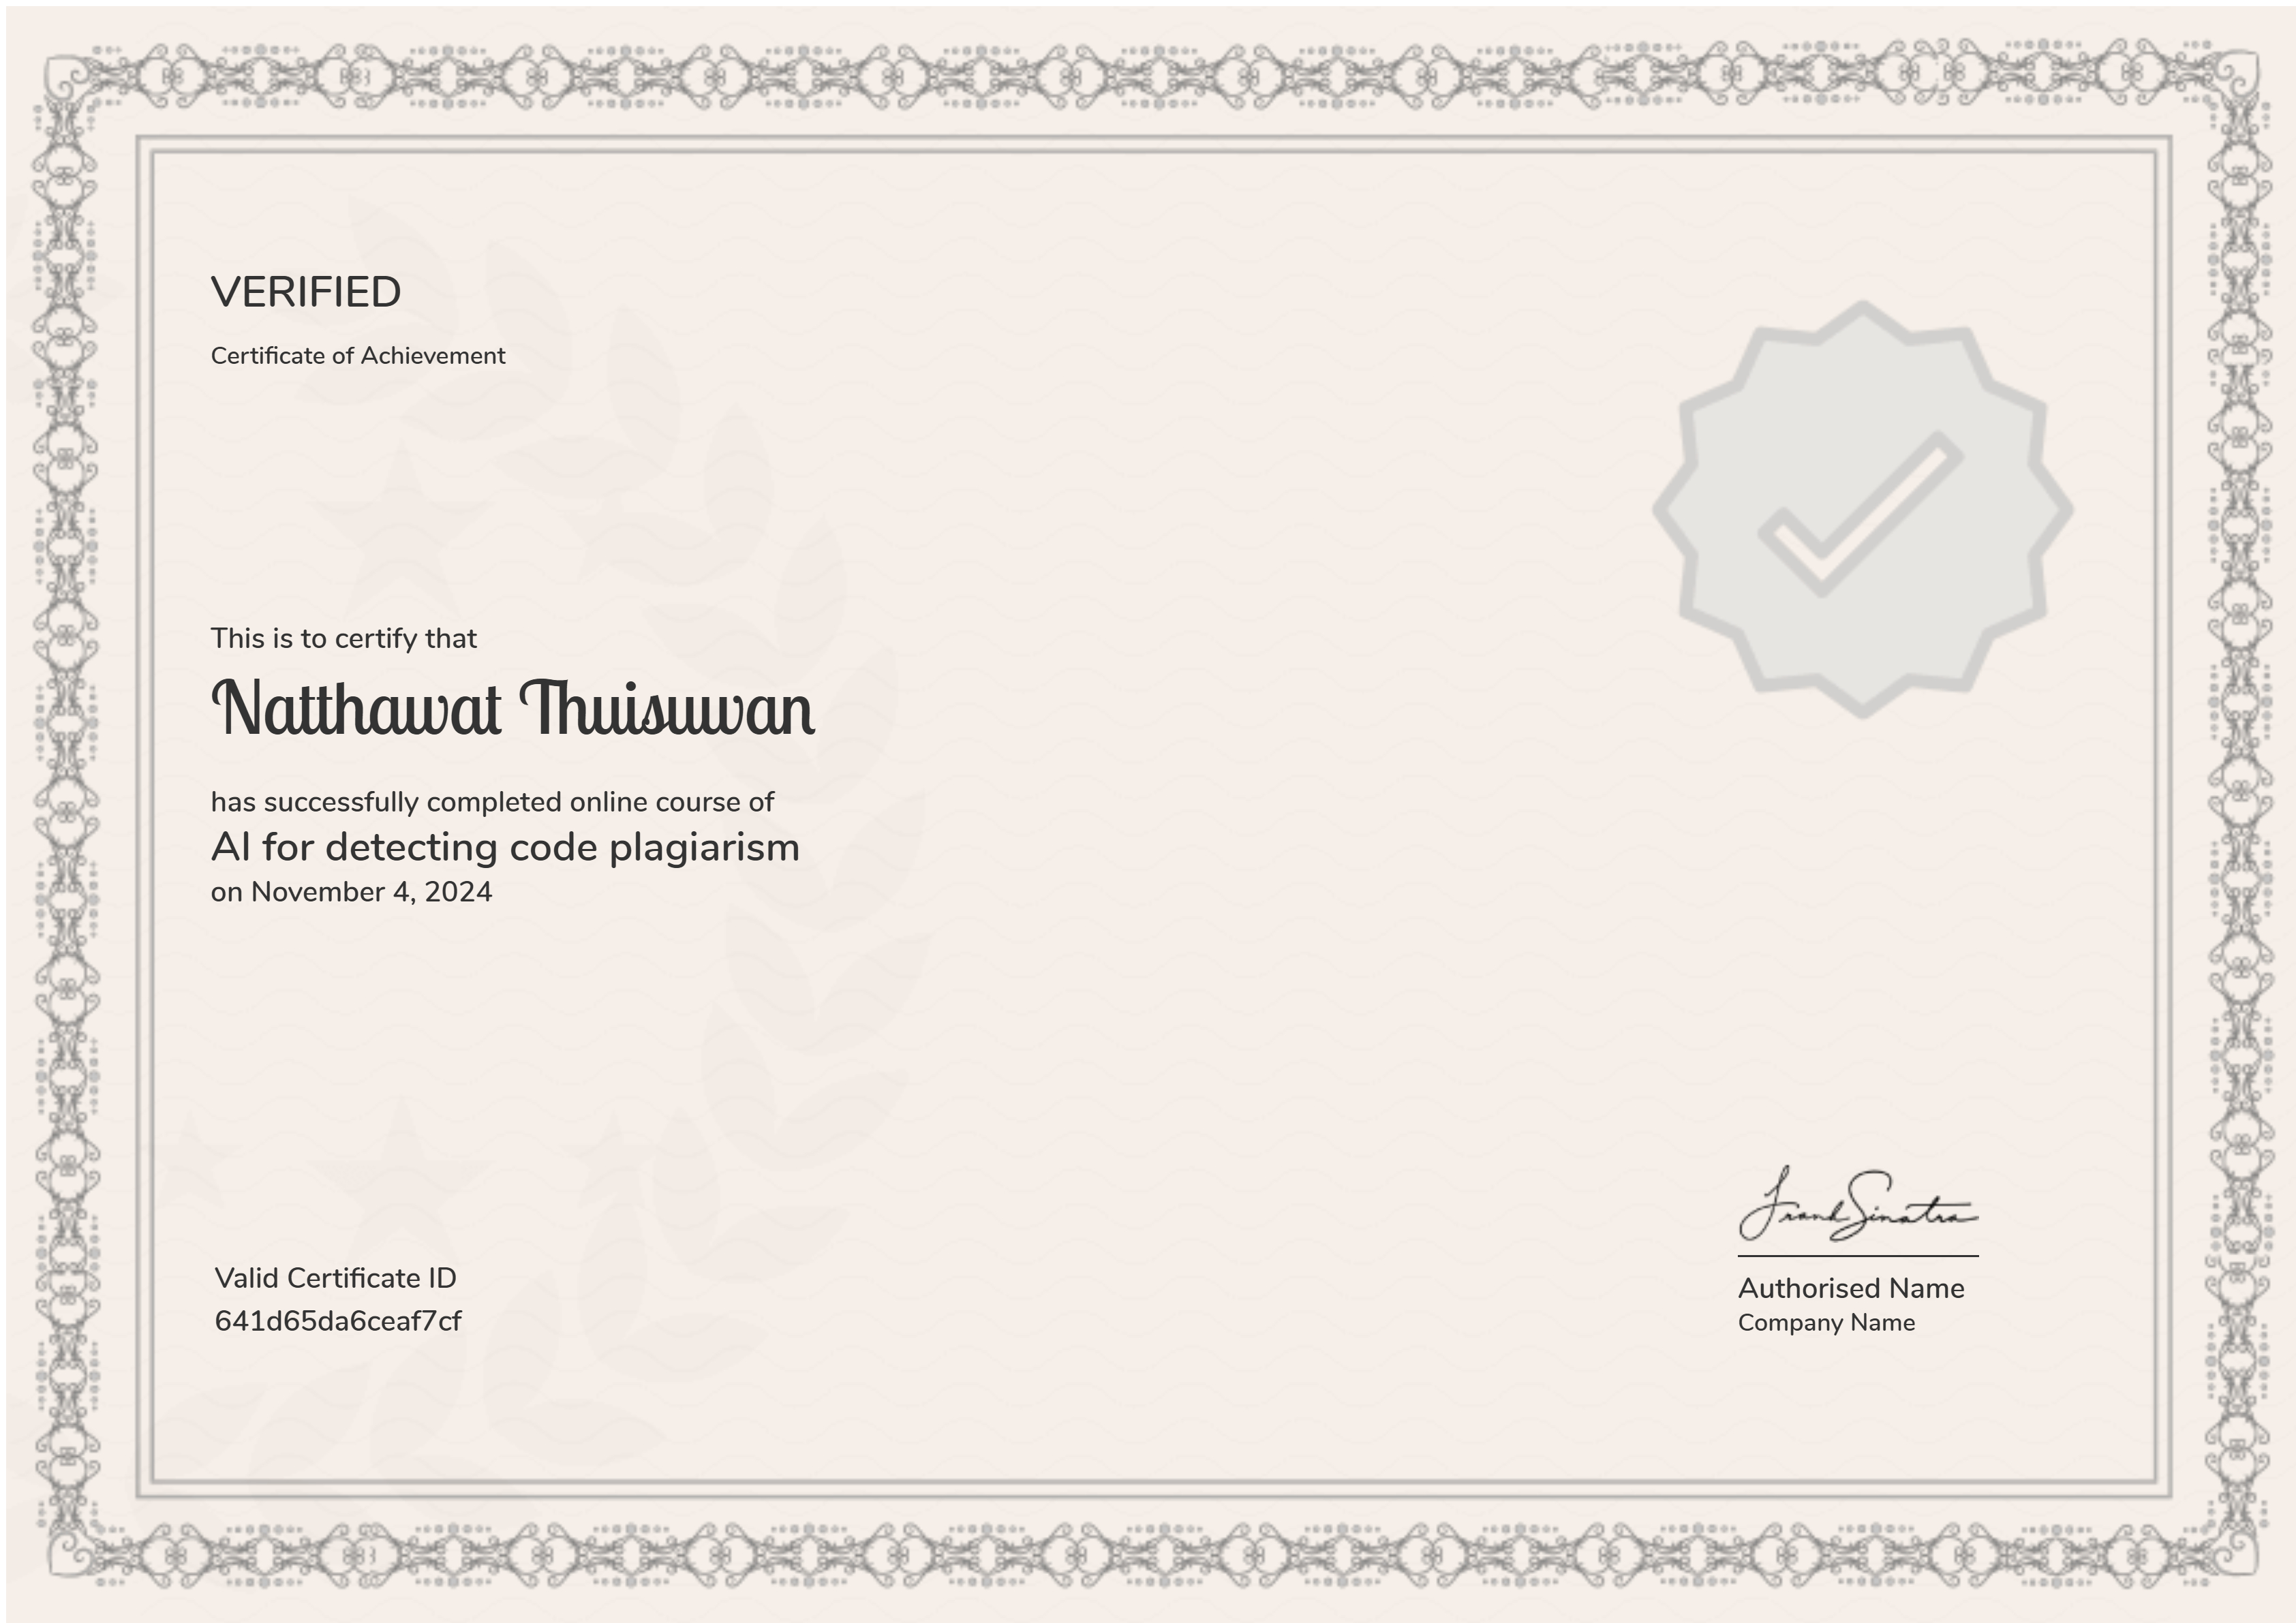 VERIFIED
Certificate of Achievement
This is to certify that
Natthawat Thuisuwan
has successfully completed online course of
AI for detecting code plagiarism
on November 4, 2024
Frank Sinatra
Valid Certificate ID
641d65da6ceaf7cf
Authorised Name
Company Name